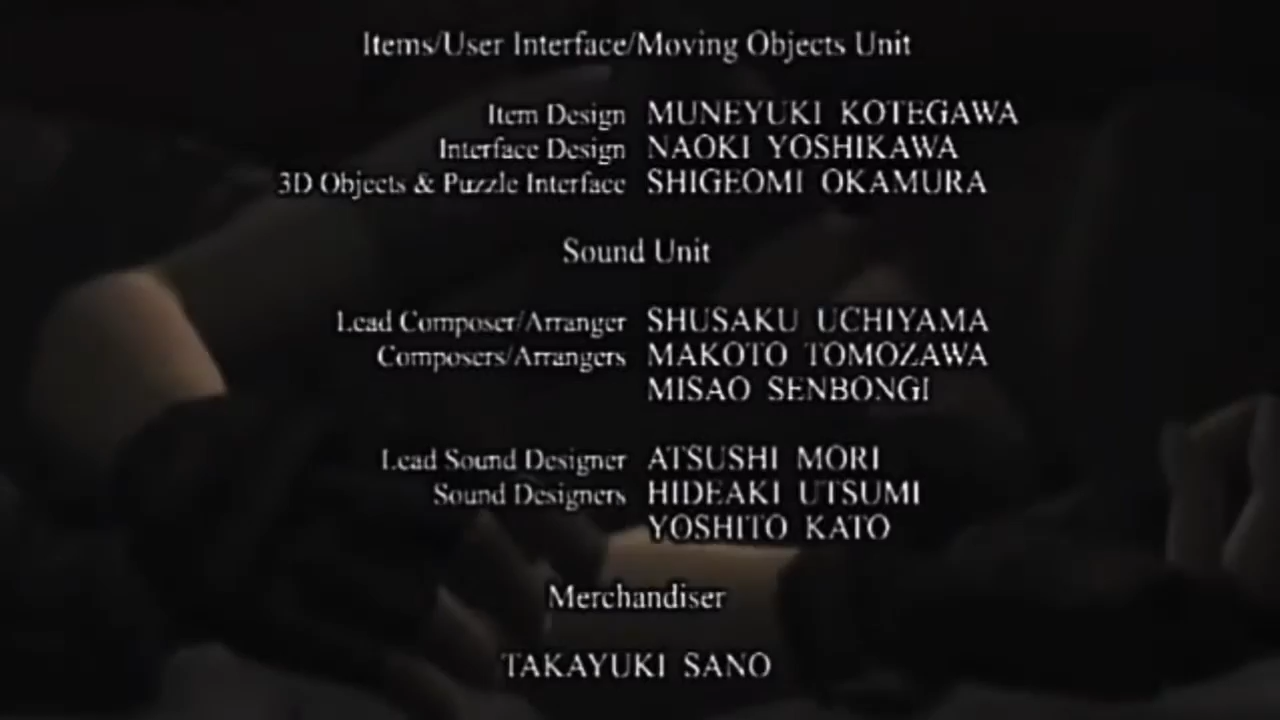 Items/User Interface/Moving Objects Unit
Item Design MUNEYUKI KOTEGAWA
Interface Design NAOKI YOSHIKAWA
3D Objects & Puzzle Interface SHIGEOMI OKAMURA
Sound Unit
Lead Composer/Arranger SHUSAKU UCHIYAMA
Composers/Arrangers MAKOTO TOMOZAWA
MISAO SENBONGI
Lead Sound Designer ATSUSHI MORI
Sound Designers HIDEAKI UTSUMI
YOSHITO KATO
Merchandiser
TAKAYUKI SANO